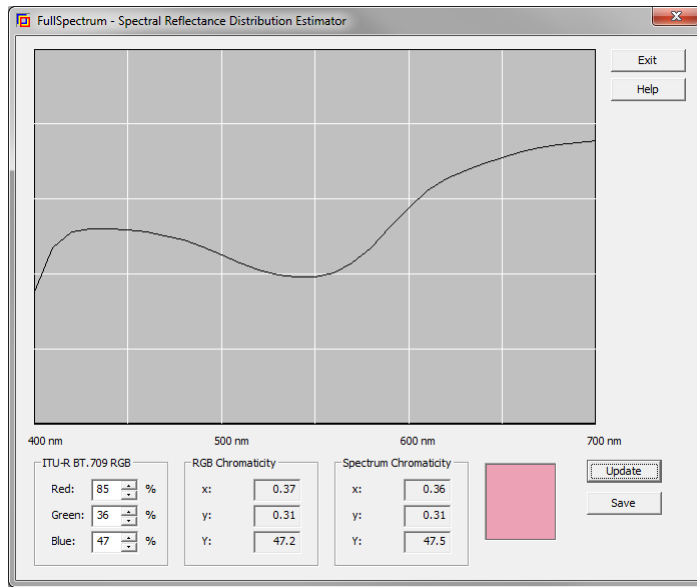 FullSpectrum - Spectral Reflectance Distribution Estimator
Exit
Help
400 nm 500 nm 600 nm 700 nm
ITU-R BT.709 RGB RGB Chromaticity Spectrum Chromaticity
Red: 85 % x: 0.37 x: 0.36 Update
Green: 36 % y: 0.31 y: 0.31 Save
Blue: 47 % Y: 47.2 Y: 47.5